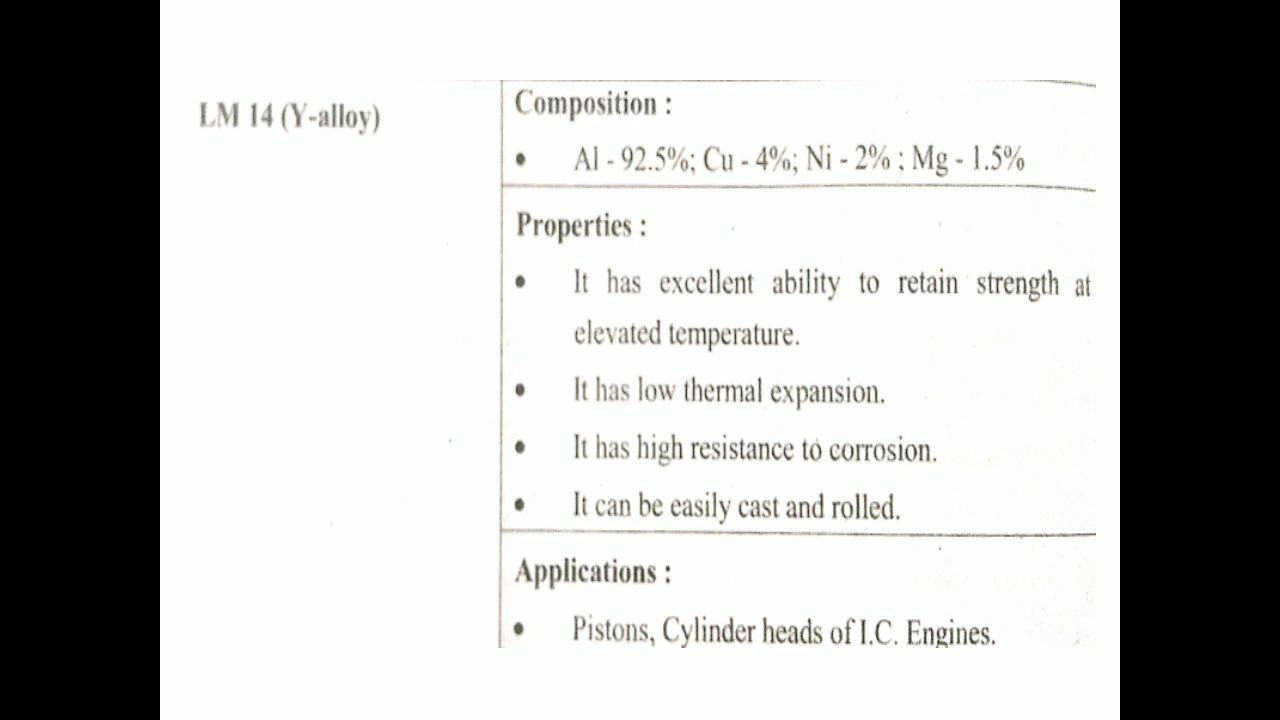 LM 14 (Y-alloy)
Composition :
• Al - 92.5%; Cu - 4%; Ni - 2% ; Mg - 1.5%
Properties :
• It has excellent ability to retain strength at
elevated temperature.
• It has low thermal expansion.
• It has high resistance to corrosion.
• It can be easily cast and rolled.
Applications :
• Pistons, Cylinder heads of I.C. Engines.